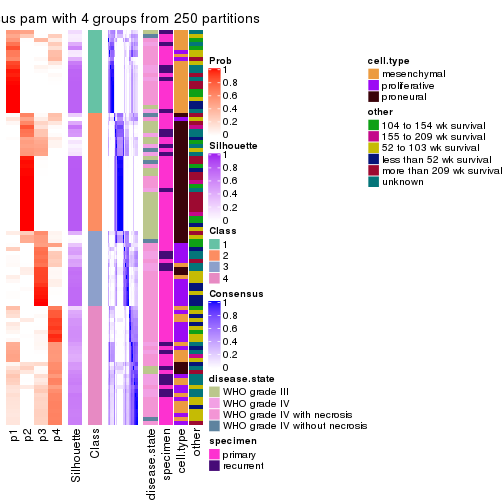 us pam with 4 groups from 250 partitions
Prob
1
0.8
0.6
0.4
0.2
0
Silhouette
1
0.8
0.6
0.4
0.2
0
Class
1
2
3
4
Consensus
1
0.8
0.6
0.4
0.2
0
disease.state
WHO grade III
WHO grade IV
WHO grade IV with necrosis
WHO grade IV without necrosis
specimen
primary
recurrent
cell.type
mesenchymal
proliferative
proneural
other
104 to 154 wk survival
155 to 209 wk survival
52 to 103 wk survival
less than 52 wk survival
more than 209 wk survival
unknown
p1
p2
p3
p4
Silhouette
Class
disease.state
specimen
cell.type
other